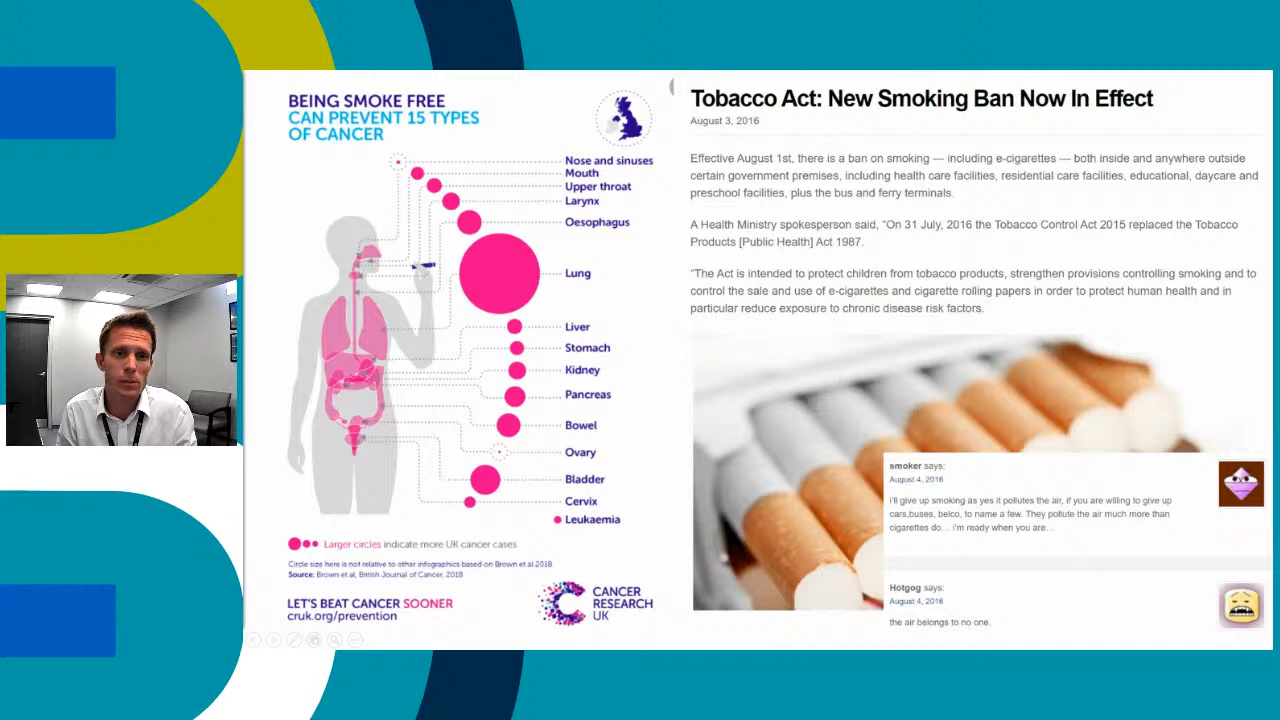 BEING SMOKE FREE
CAN PREVENT 15 TYPES
OF CANCER
Nose and sinuses
Mouth
Upper throat
Larynx
Oesophagus
Lung
Liver
Stomach
Kidney
Pancreas
Bowel
Ovary
Bladder
Cervix
Leukaemia
Larger circles indicate more UK cancer cases
Circle size here is not relative to other infographics based on Brown et al 2018.
Source: Brown et al, British Journal of Cancer, 2018
LET'S BEAT CANCER SOONER
cruk.org/prevention
CANCER
RESEARCH
UK
Tobacco Act: New Smoking Ban Now In Effect
August 3, 2016
Effective August 1st, there is a ban on smoking — including e-cigarettes — both inside and anywhere outside
certain government premises, including health care facilities, residential care facilities, educational, daycare and
preschool facilities, plus the bus and ferry terminals.
A Health Ministry spokesperson said, "On 31 July, 2016 the Tobacco Control Act 2015 replaced the Tobacco
Products [Public Health] Act 1987.
"The Act is intended to protect children from tobacco products, strengthen provisions controlling smoking and to
control the sale and use of e-cigarettes and cigarette rolling papers in order to protect human health and in
particular reduce exposure to chronic disease risk factors.
smoker says:
August 4, 2016
i'll give up smoking as yes it pollutes the air, if you are willing to give up
cars,buses, belco, to name a few. They pollute the air much more than
cigarettes do... i'm ready when you are...
Hotgog says:
August 4, 2016
the air belongs to no one.